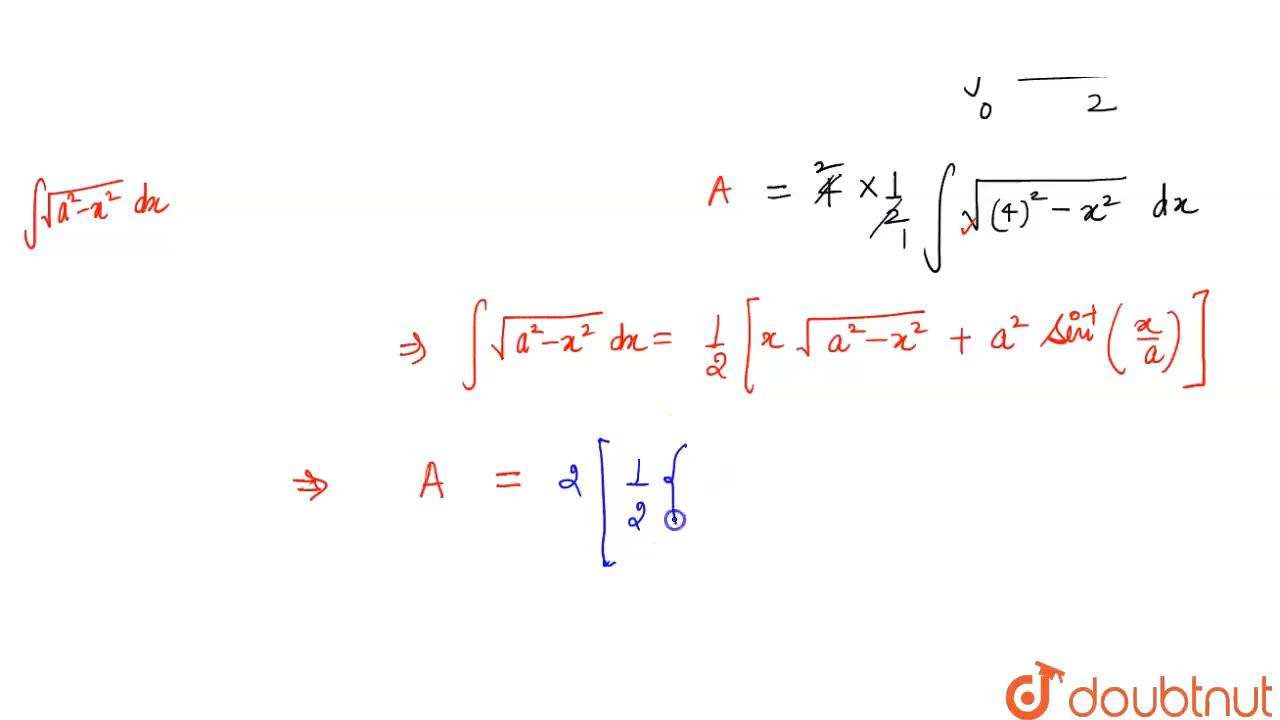 ∫₀ ― 2
∫√(a²-x²) dx
A = 4̸ 2 × 1/2̸ 1 ∫ √((4)² - x²) dx
⇒ ∫ √(a²-x²) dx = 1/2 [ x √(a²-x²) + a² sin⁻¹ (x/a) ]
⇒ A = 2 [ 1/2 {
doubtnut